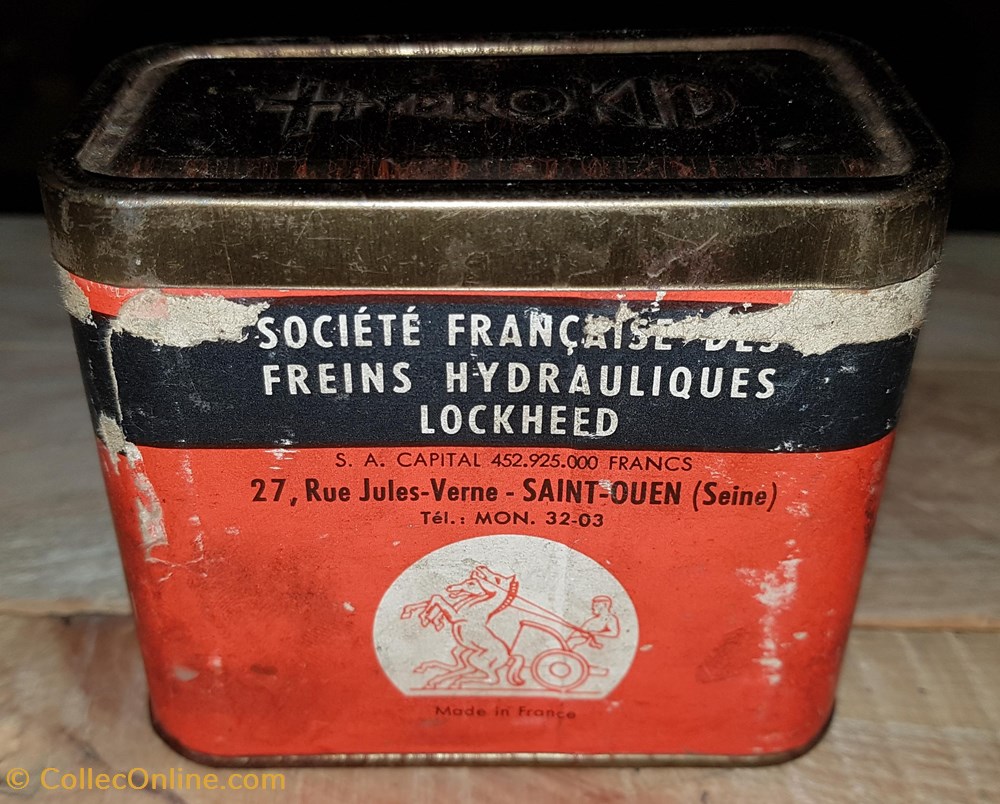 SOCIÉTÉ FRANÇAISE DES
FREINS HYDRAULIQUES
LOCKHEED
S. A. CAPITAL 452.925.000 FRANCS
27, Rue Jules-Verne - SAINT-OUEN (Seine)
Tél.: MON. 32-03
Made in France
© CollecOnline.com